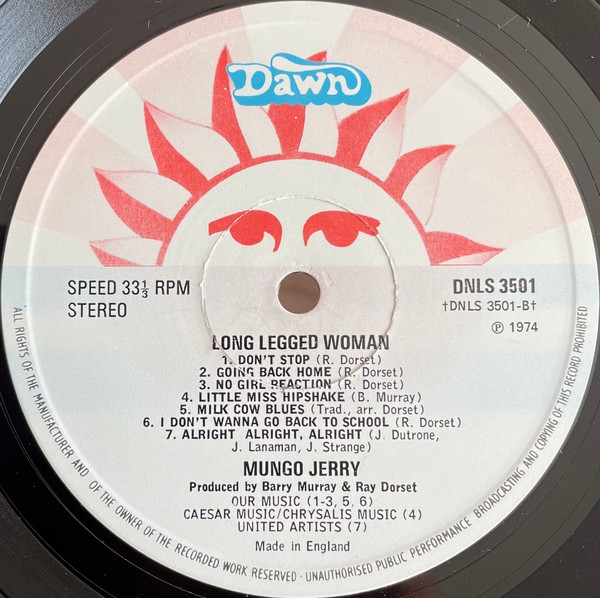 Dawn
SPEED 33⅓ RPM
STEREO
DNLS 3501
†DNLS 3501-B†
Ⓟ 1974
LONG LEGGED WOMAN
1. DON'T STOP (R. Dorset)
2. GOING BACK HOME (R. Dorset)
3. NO GIRL REACTION (R. Dorset)
4. LITTLE MISS HIPSHAKE (B. Murray)
5. MILK COW BLUES (Trad., arr. Dorset)
6. I DON'T WANNA GO BACK TO SCHOOL (R. Dorset)
7. ALRIGHT ALRIGHT, ALRIGHT (J. Dutrone,
J. Lanaman, J. Strange)
MUNGO JERRY
Produced by Barry Murray & Ray Dorset
OUR MUSIC (1-3, 5, 6)
CAESAR MUSIC/CHRYSALIS MUSIC (4)
UNITED ARTISTS (7)
Made in England
ALL RIGHTS OF THE MANUFACTURER AND OF THE OWNER OF THE RECORDED WORK RESERVED · UNAUTHORISED PUBLIC PERFORMANCE BROADCASTING AND COPYING OF THIS RECORD PROHIBITED